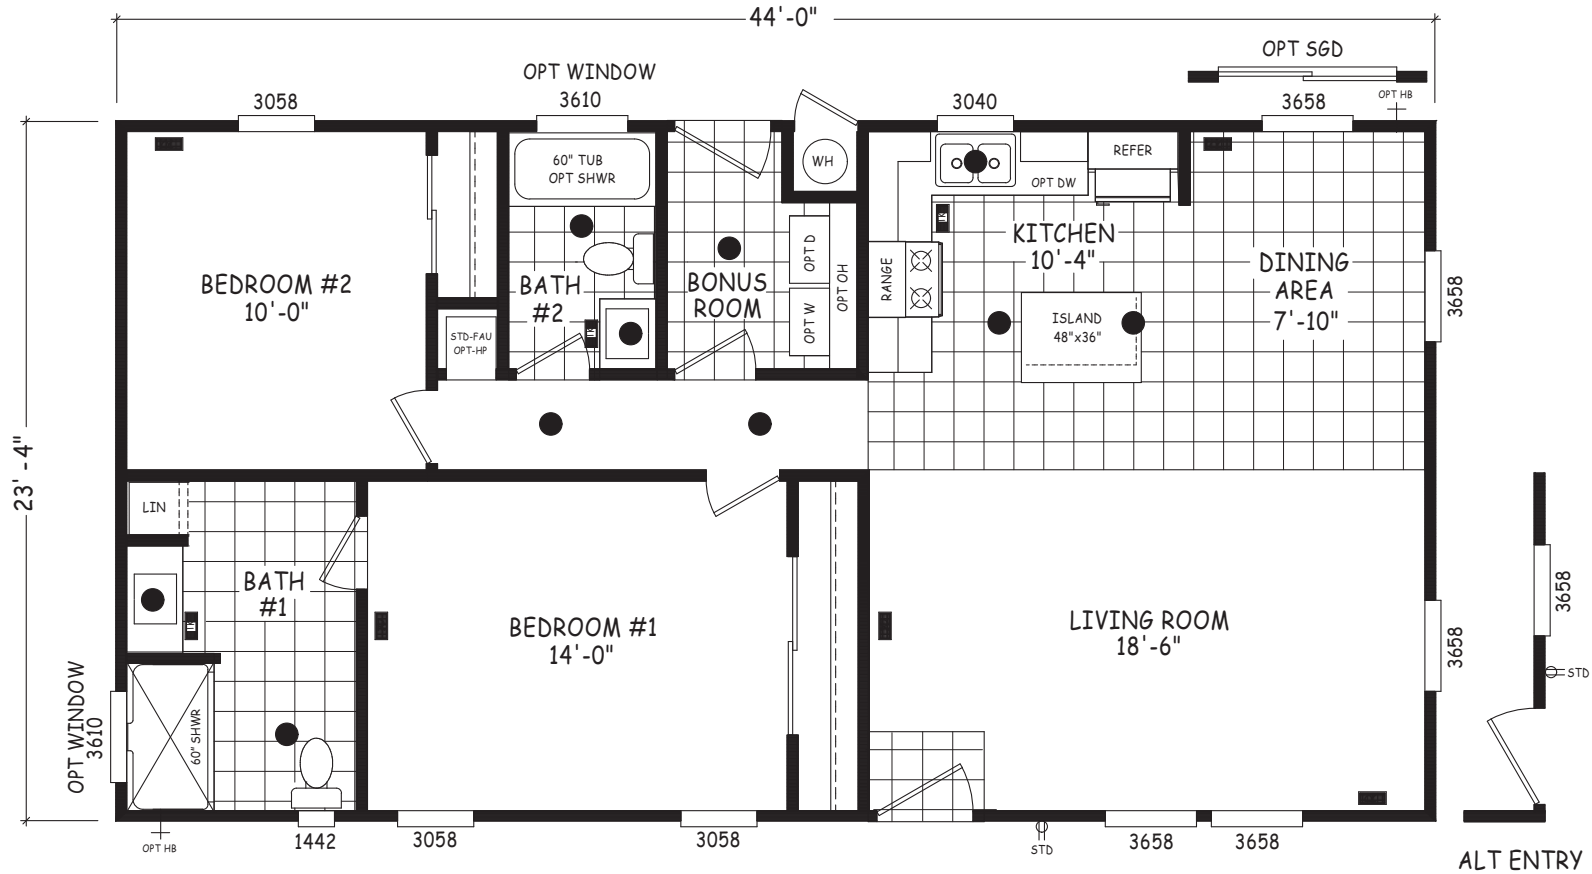 44'-0"
OPT SGD
OPT WINDOW
3058
3610
3040
3658
OPT HB
60" TUB
OPT SHWR
WH
REFER
OPT DW
KITCHEN
10'-4"
BEDROOM #2
10'-0"
BATH
#2
BONUS
ROOM
OPT D
OPT W
OPT OH
RANGE
DINING
AREA
7'-10"
3658
ISLAND
48"x36"
STD-FAU
OPT-HP
23'-4"
LIN
BATH
#1
BEDROOM #1
14'-0"
LIVING ROOM
18'-6"
3658
3658
STD
OPT WINDOW
3610
60" SHWR
OPT HB
1442
3058
3058
STD
3658
3658
ALT ENTRY